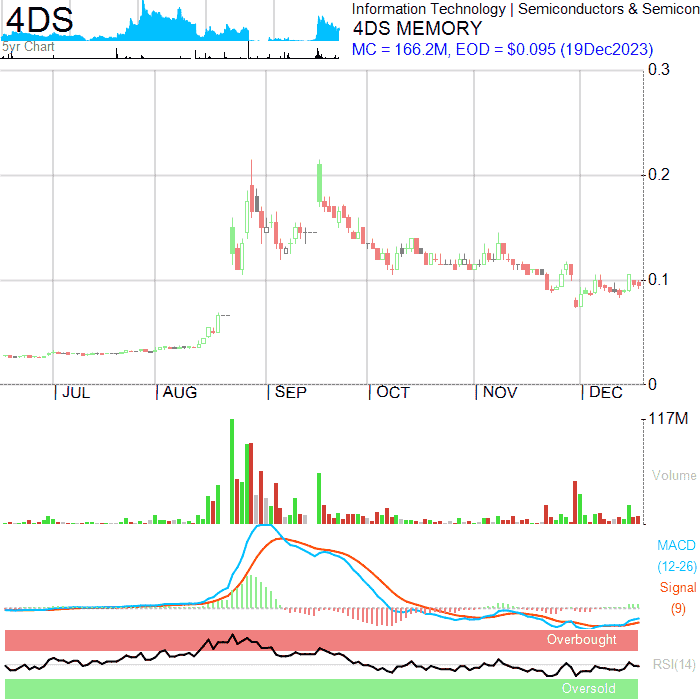 4DS
5yr Chart
Information Technology | Semiconductors & Semicon
4DS MEMORY
MC = 166.2M, EOD = $0.095 (19Dec2023)
0.3
0.2
0.1
0
JUL AUG SEP OCT NOV DEC
117M
Volume
MACD
(12-26)
Signal
(9)
Overbought
RSI(14)
Oversold